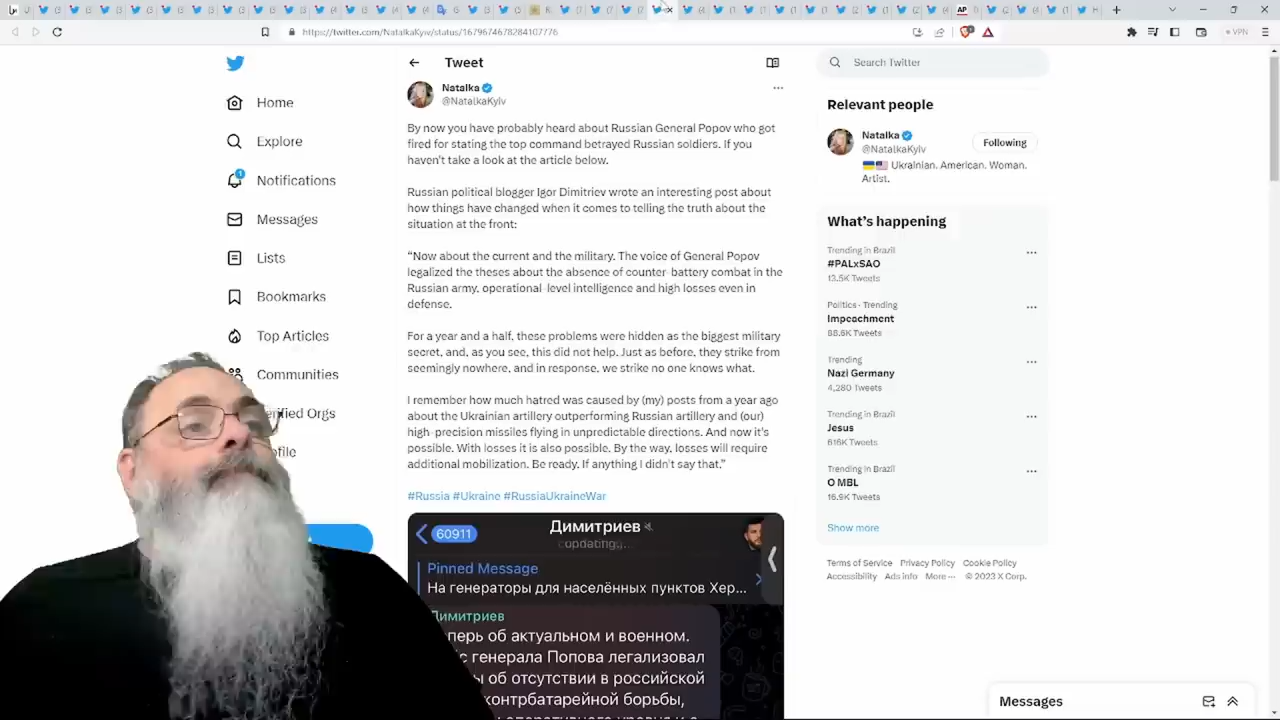 https://twitter.com/NatalkaKyiv/status/1679674678284107776
VPN
Home
Explore
1
Notifications
Messages
Lists
Bookmarks
Top Articles
Communities
Orgs
Tweet
Natalka
@NatalkaKyiv
By now you have probably heard about Russian General Popov who got
fired for stating the top command betrayed Russian soldiers. If you
haven't take a look at the article below.
Russian political blogger Igor Dimitriev wrote an interesting post about
how things have changed when it comes to telling the truth about the
situation at the front:
“Now about the current and the military. The voice of General Popov
legalized the theses about the absence of counter-battery combat in the
Russian army, operational-level intelligence and high losses even in
defense.
For a year and a half, these problems were hidden as the biggest military
secret, and, as you see, this did not help. Just as before, they strike from
seemingly nowhere, and in response, we strike no one knows what.
I remember how much hatred was caused by (my) posts from a year ago
about the Ukrainian artillery outperforming Russian artillery and (our)
high-precision missiles flying in unpredictable directions. And now it's
possible. With losses it is also possible. By the way, losses will require
additional mobilization. Be ready. If anything I didn't say that.”
#Russia #Ukraine #RussiaUkraineWar
60911
Димитриев
updating...
Pinned Message
На генераторы для населённых пунктов Хер...
Димитриев
перь об актуальном и военном.
с генерала Попова легализовал
ы об отсутствии в российской
контрбатарейной борьбы,
Search Twitter
Relevant people
Natalka
@NatalkaKyiv
Following
Ukrainian. American. Woman.
Artist.
What's happening
Trending in Brazil
#PALxSAO
13.5K Tweets
Politics · Trending
Impeachment
88.6K Tweets
Trending
Nazi Germany
4,280 Tweets
Trending in Brazil
Jesus
616K Tweets
Trending in Brazil
O MBL
16.9K Tweets
Show more
Terms of Service Privacy Policy Cookie Policy
Accessibility Ads info More ··· © 2023 X Corp.
Messages